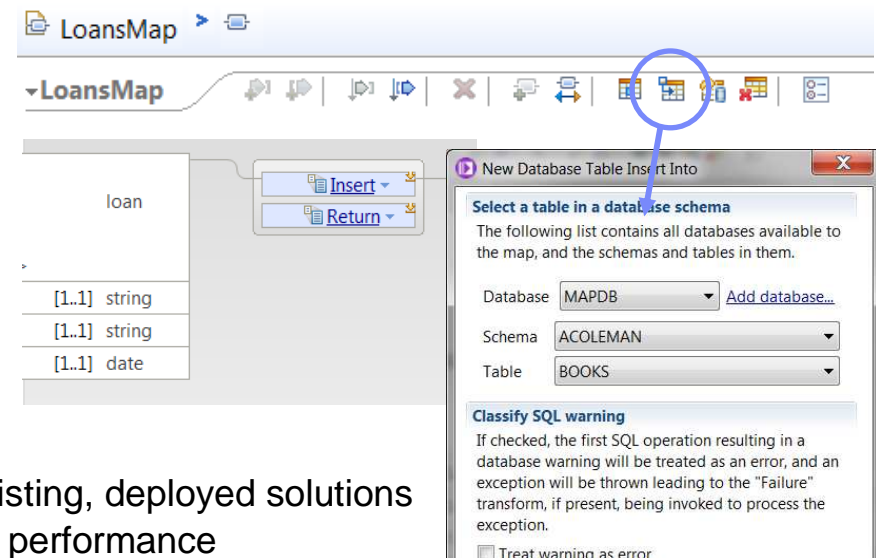 LoansMap >
LoansMap
loan
[1..1] string
[1..1] string
[1..1] date
Insert
Return
New Database Table Insert Into
Select a table in a database schema
The following list contains all databases available to
the map, and the schemas and tables in them.
Database MAPDB Add database...
Schema ACOLEMAN
Table BOOKS
Classify SQL warning
If checked, the first SQL operation resulting in a
database warning will be treated as an error, and an
exception will be thrown leading to the "Failure"
transform, if present, being invoked to process the
exception.
Treat warning as error
isting, deployed solutions
performance